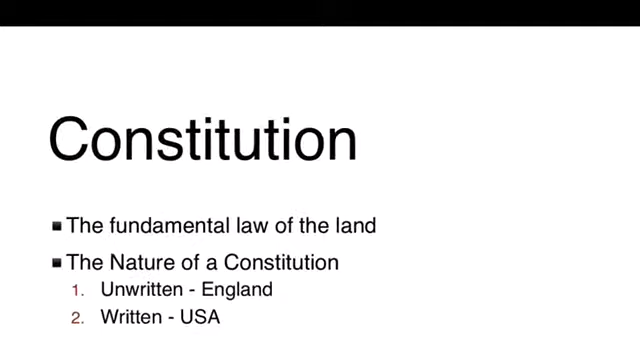 Constitution
The fundamental law of the land
The Nature of a Constitution
1. Unwritten - England
2. Written - USA